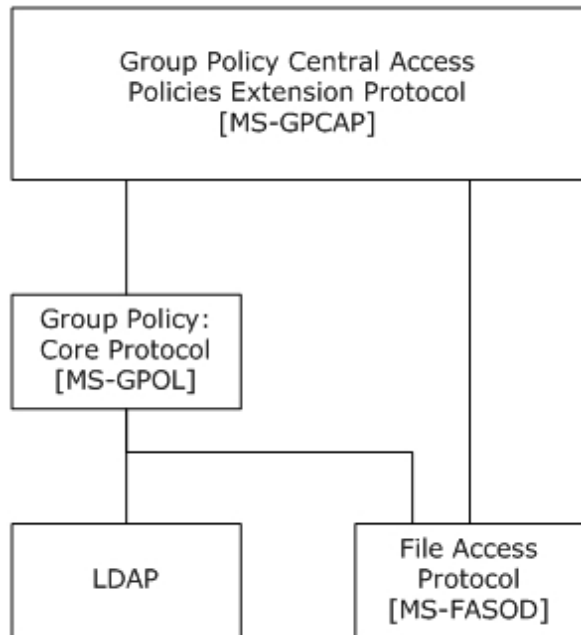 Group Policy Central Access
Policies Extension Protocol
[MS-GPCAP]
Group Policy:
Core Protocol
[MS-GPOL]
LDAP
File Access
Protocol
[MS-FASOD]